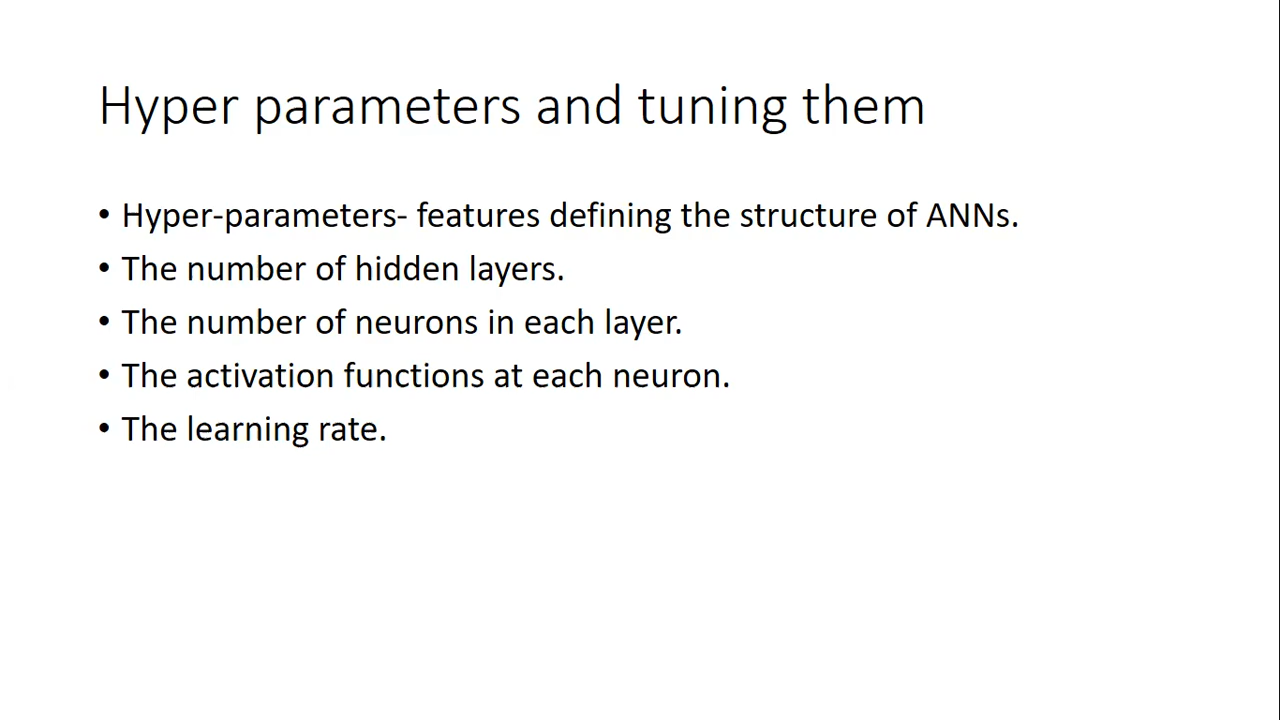 Hyper parameters and tuning them
• Hyper-parameters- features defining the structure of ANNs.
• The number of hidden layers.
• The number of neurons in each layer.
• The activation functions at each neuron.
• The learning rate.